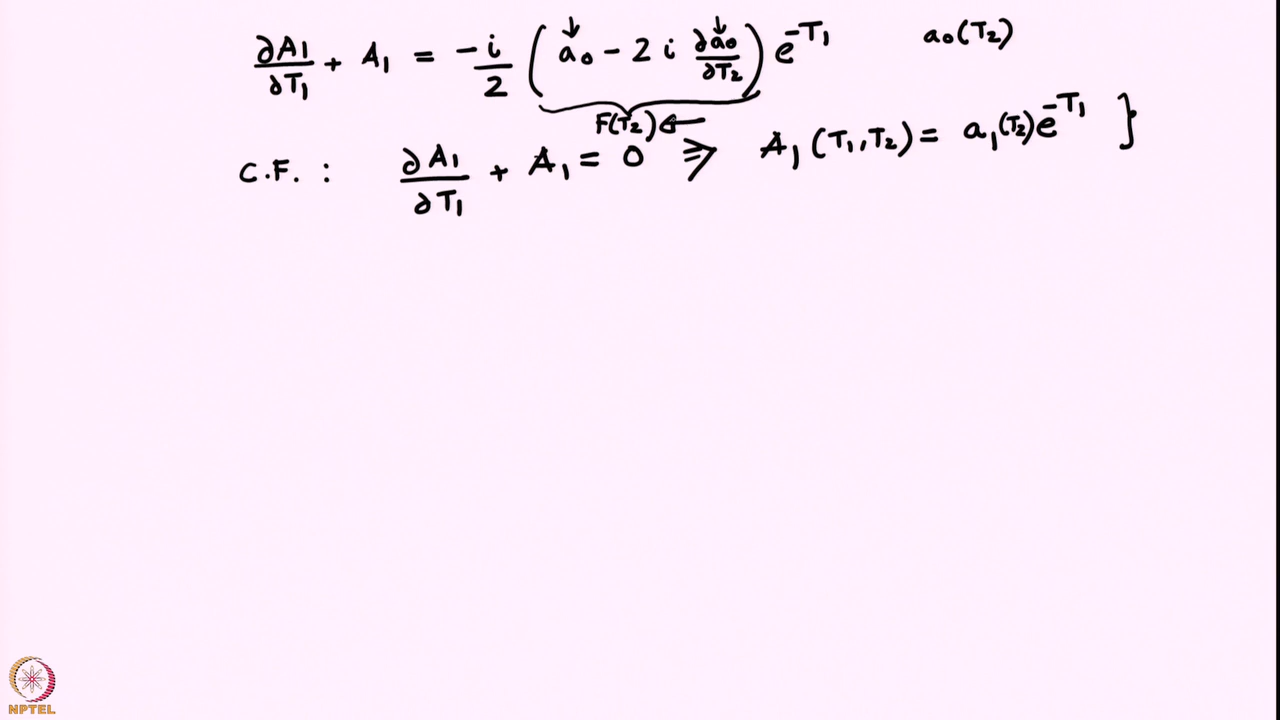 ∂A₁/∂T₁ + A₁ = -i/2 ( a₀ - 2 i ∂a₀/∂T₂ ) e^{-T₁} a₀(T₂)
F(T₂) ←
C.F. : ∂A₁/∂T₁ + A₁ = 0 ⇒ A₁(T₁,T₂) = a₁(T₂)e^{-T₁} }
NPTEL